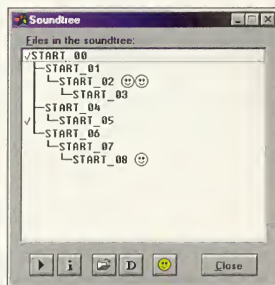 Soundtree
Files in the soundtree:
START_00
START_01
START_02
START_03
START_04
START_05
START_06
START_07
START_08
i
D
Close